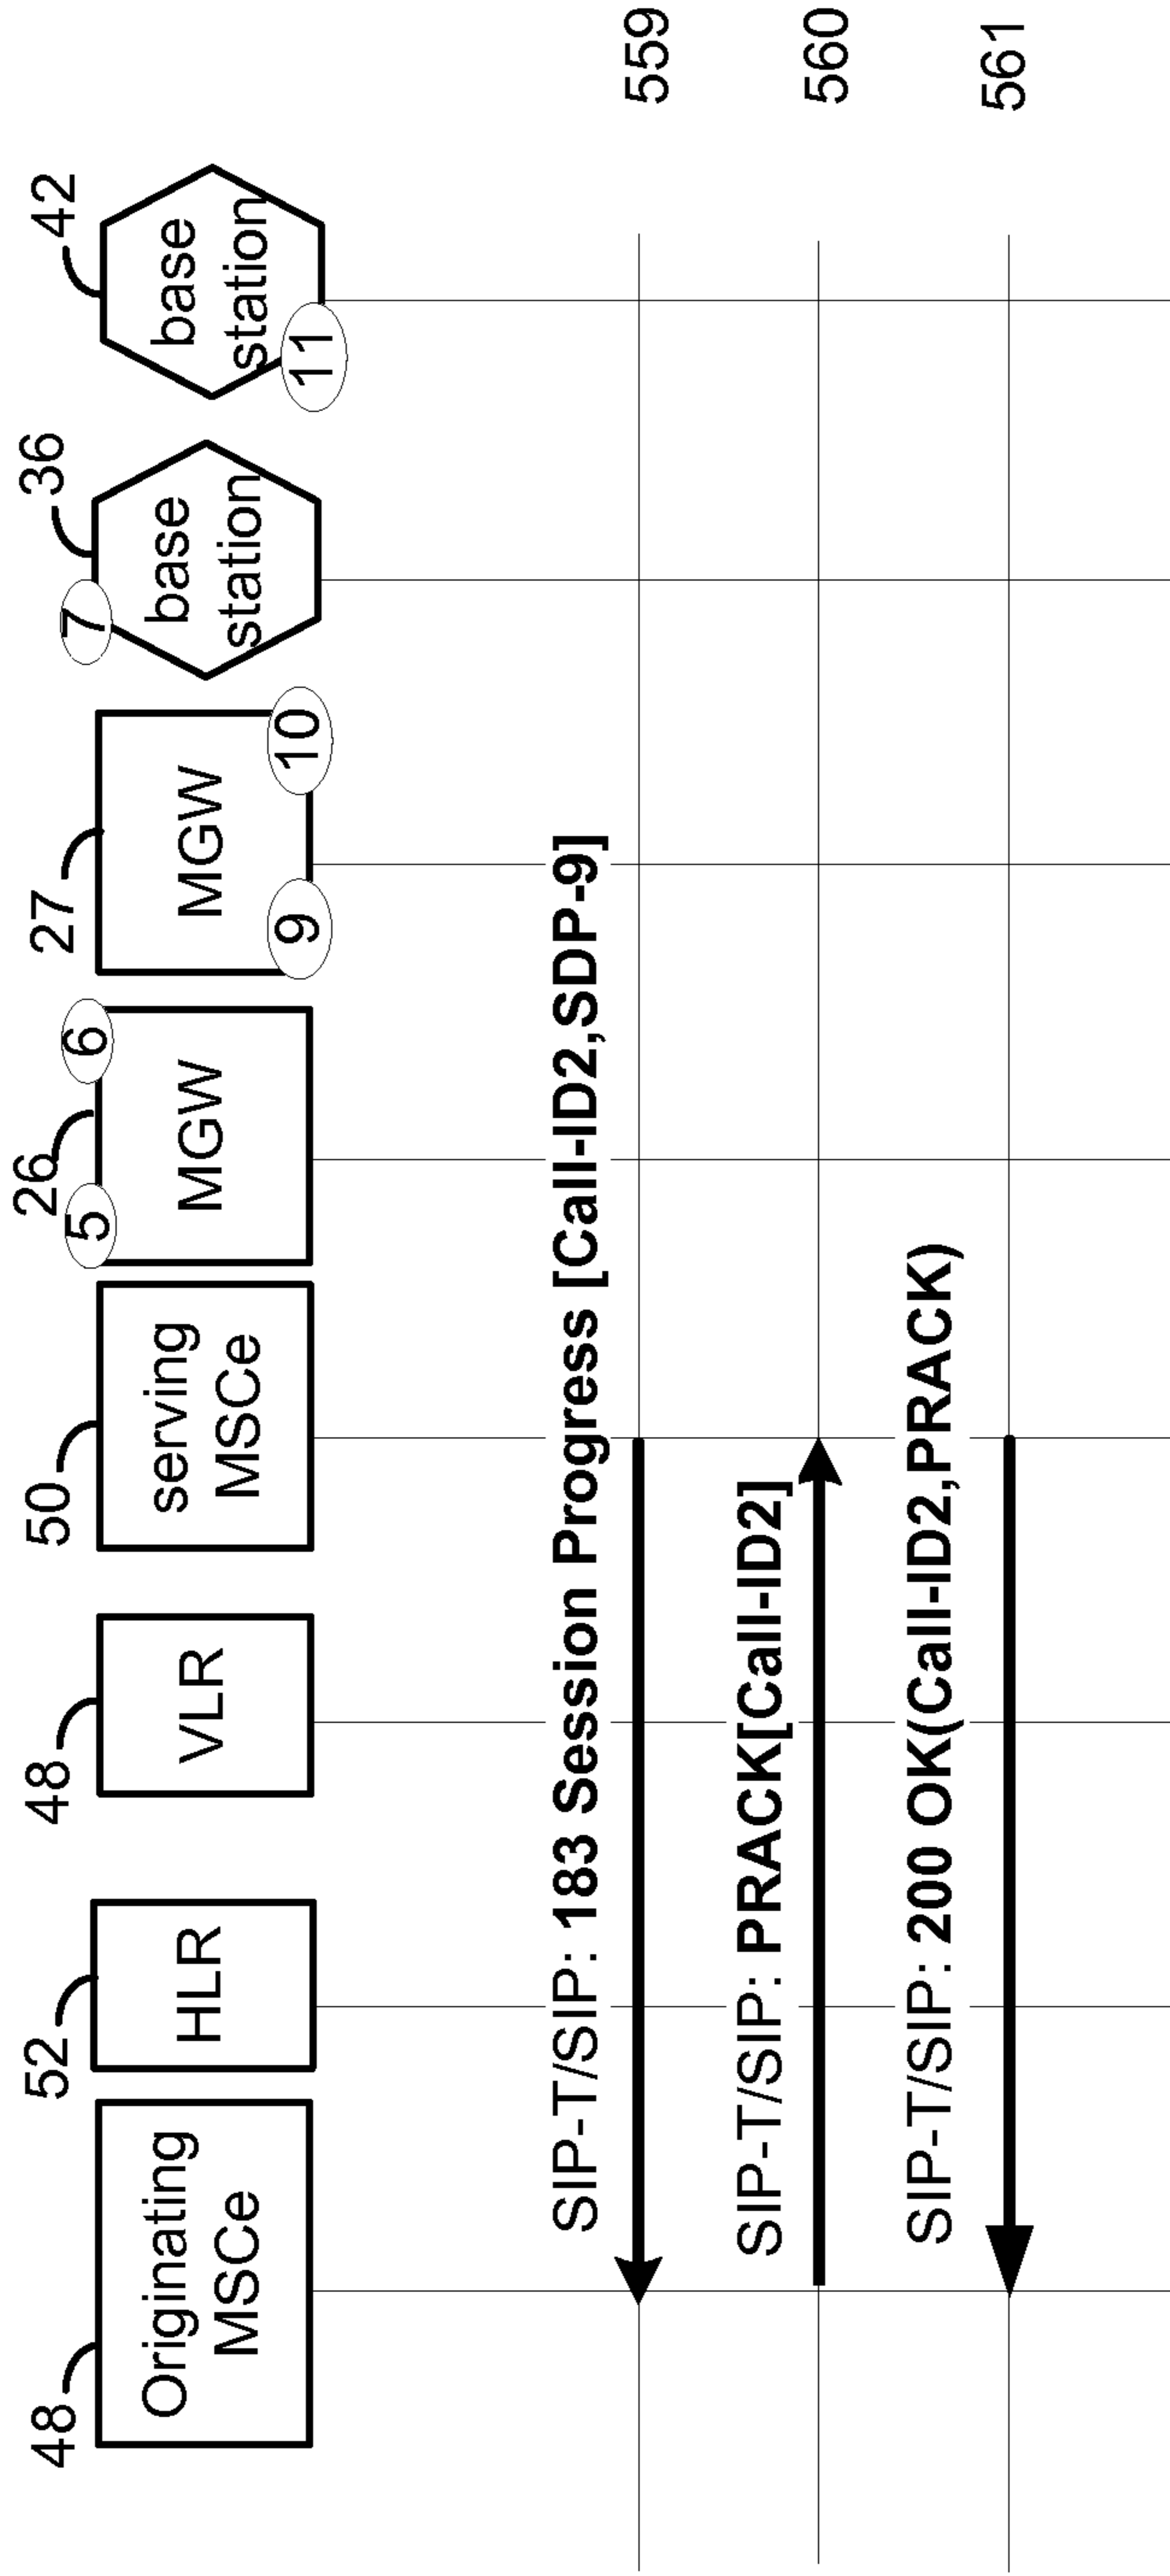 48
52
48
50
26
27
36
42
Originating
MSCe
HLR
VLR
serving
MSCe
5
6
MGW
MGW
9
10
7
base
station
base
station
11
SIP-T/SIP: 183 Session Progress [Call-ID2,SDP-9]
559
SIP-T/SIP: PRACK[Call-ID2]
560
SIP-T/SIP: 200 OK(Call-ID2,PRACK)
561